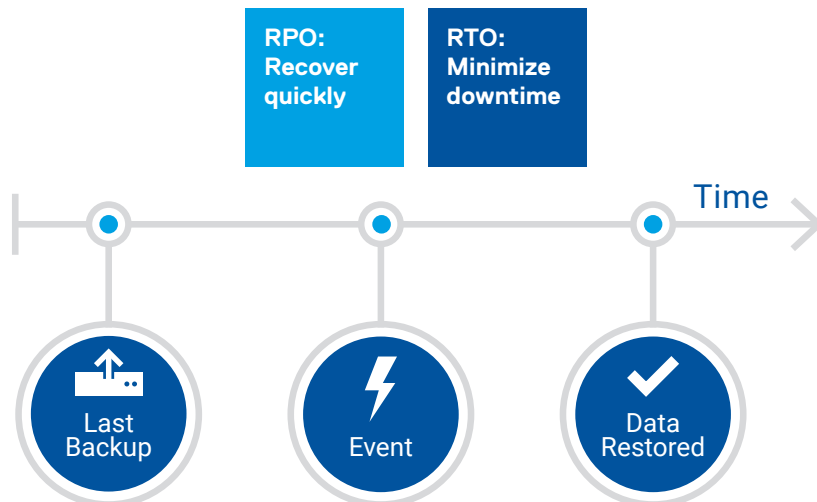 RPO:
Recover
quickly
RTO:
Minimize
downtime
Time
Last
Backup
Event
Data
Restored